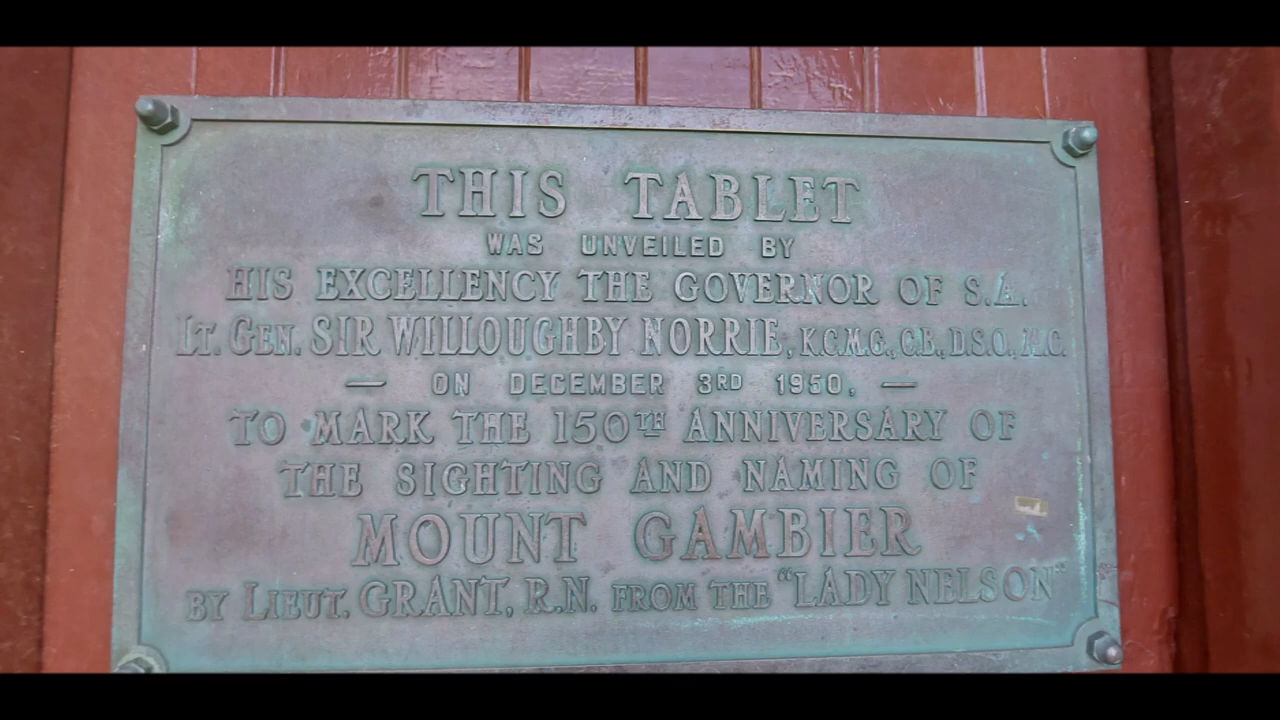 THIS TABLET
WAS UNVEILED BY
HIS EXCELLENCY THE GOVERNOR OF S.A.
LT. GEN. SIR WILLOUGHBY NORRIE, K.C.M.G., C.B., D.S.O., M.C.
— ON DECEMBER 3RD 1950, —
TO MARK THE 150TH ANNIVERSARY OF
THE SIGHTING AND NAMING OF
MOUNT GAMBIER
BY LIEUT. GRANT, R.N. FROM THE "LADY NELSON"